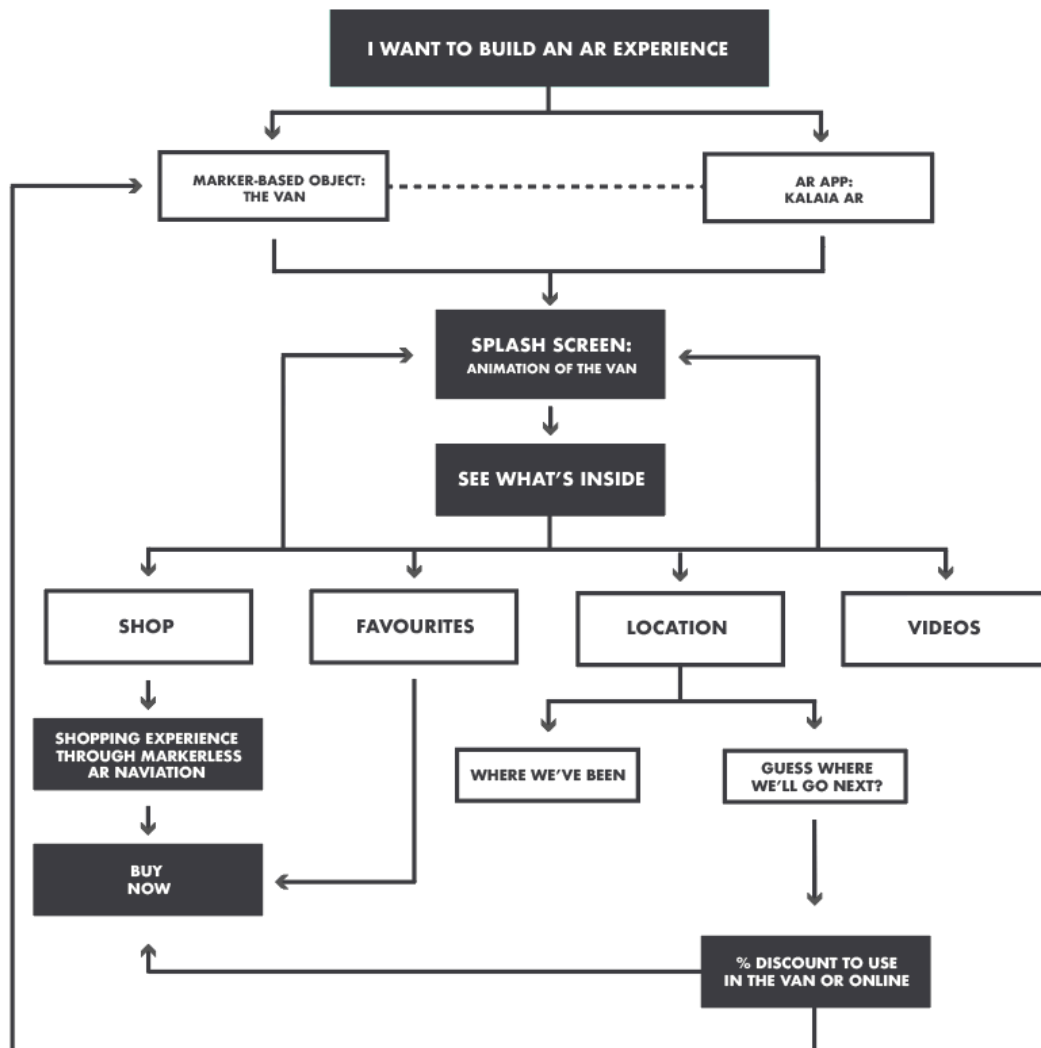 I WANT TO BUILD AN AR EXPERIENCE
MARKER-BASED OBJECT:
THE VAN
AR APP:
KALAIA AR
SPLASH SCREEN:
ANIMATION OF THE VAN
SEE WHAT'S INSIDE
SHOP
FAVOURITES
LOCATION
VIDEOS
SHOPPING EXPERIENCE
THROUGH MARKERLESS
AR NAVIATION
WHERE WE'VE BEEN
GUESS WHERE
WE'LL GO NEXT?
BUY
NOW
% DISCOUNT TO USE
IN THE VAN OR ONLINE